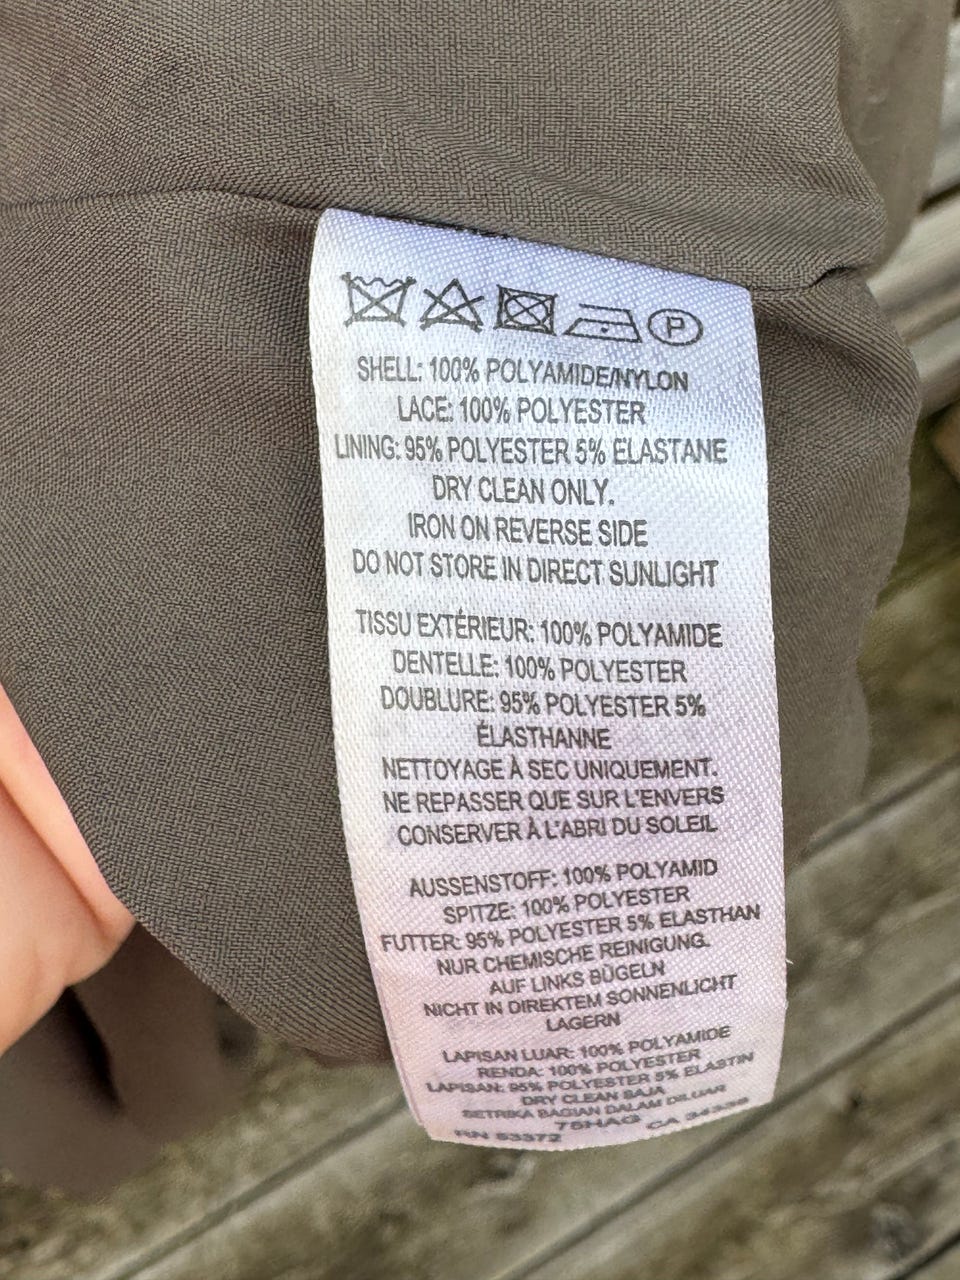 P
SHELL: 100% POLYAMIDE/NYLON
LACE: 100% POLYESTER
LINING: 95% POLYESTER 5% ELASTANE
DRY CLEAN ONLY.
IRON ON REVERSE SIDE
DO NOT STORE IN DIRECT SUNLIGHT
TISSU EXTÉRIEUR: 100% POLYAMIDE
DENTELLE: 100% POLYESTER
DOUBLURE: 95% POLYESTER 5%
ÉLASTHANNE
NETTOYAGE À SEC UNIQUEMENT.
NE REPASSER QUE SUR L'ENVERS
CONSERVER À L'ABRI DU SOLEIL
AUSSENSTOFF: 100% POLYAMID
SPITZE: 100% POLYESTER
FUTTER: 95% POLYESTER 5% ELASTHAN
NUR CHEMISCHE REINIGUNG.
AUF LINKS BÜGELN
NICHT IN DIREKTEM SONNENLICHT
LAGERN
LAPISAN LUAR: 100% POLYAMIDE
RENDA: 100% POLYESTER
LAPISAN: 95% POLYESTER 5% ELASTIN
DRY CLEAN SAJA
SETRIKA BAGIAN DALAM DILUAR
75HAG
RN 53372 CA